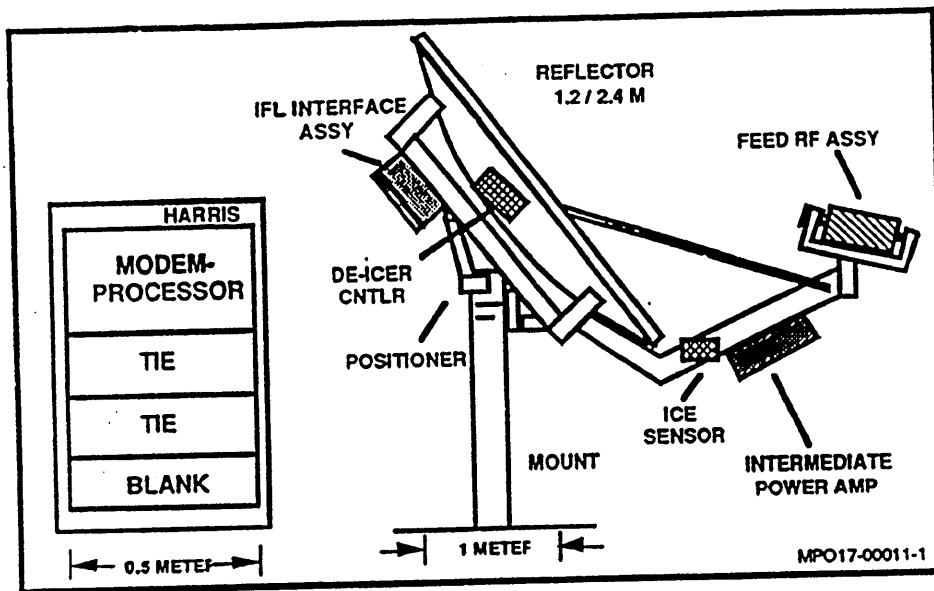 REFLECTOR
1.2 / 2.4 M
IFL INTERFACE
ASSY
FEED RF ASSY
HARRIS
MODEM-
PROCESSOR
TIE
TIE
BLANK
DE-ICER
CNTLR
POSITIONER
ICE
SENSOR
MOUNT
INTERMEDIATE
POWER AMP
0.5 METEF
1 METEF
MPO17-00011-1